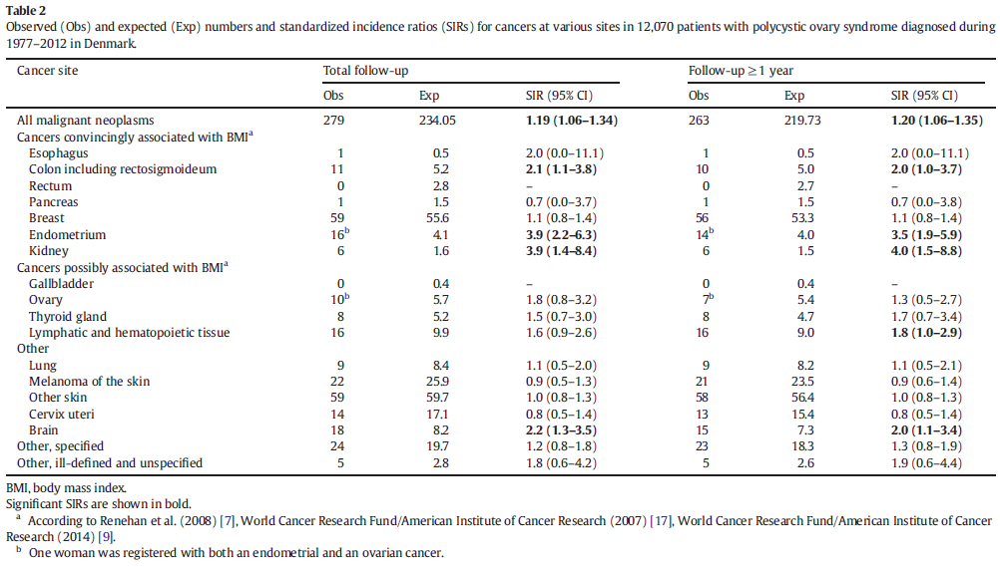 Table 2
Observed (Obs) and expected (Exp) numbers and standardized incidence ratios (SIRs) for cancers at various sites in 12,070 patients with polycystic ovary syndrome diagnosed during
1977–2012 in Denmark.
Cancer site Total follow-up Follow-up ≥1 year
Obs Exp SIR (95% CI) Obs Exp SIR (95% CI)
All malignant neoplasms 279 234.05 1.19 (1.06–1.34) 263 219.73 1.20 (1.06–1.35)
Cancers convincingly associated with BMIa
Esophagus 1 0.5 2.0 (0.0–11.1) 1 0.5 2.0 (0.0–11.1)
Colon including rectosigmoideum 11 5.2 2.1 (1.1–3.8) 10 5.0 2.0 (1.0–3.7)
Rectum 0 2.8 – 0 2.7 –
Pancreas 1 1.5 0.7 (0.0–3.7) 1 1.5 0.7 (0.0–3.8)
Breast 59 55.6 1.1 (0.8–1.4) 56 53.3 1.1 (0.8–1.4)
Endometrium 16b 4.1 3.9 (2.2–6.3) 14b 4.0 3.5 (1.9–5.9)
Kidney 6 1.6 3.9 (1.4–8.4) 6 1.5 4.0 (1.5–8.8)
Cancers possibly associated with BMIa
Gallbladder 0 0.4 – 0 0.4 –
Ovary 10b 5.7 1.8 (0.8–3.2) 7b 5.4 1.3 (0.5–2.7)
Thyroid gland 8 5.2 1.5 (0.7–3.0) 8 4.7 1.7 (0.7–3.4)
Lymphatic and hematopoietic tissue 16 9.9 1.6 (0.9–2.6) 16 9.0 1.8 (1.0–2.9)
Other
Lung 9 8.4 1.1 (0.5–2.0) 9 8.2 1.1 (0.5–2.1)
Melanoma of the skin 22 25.9 0.9 (0.5–1.3) 21 23.5 0.9 (0.6–1.4)
Other skin 59 59.7 1.0 (0.8–1.3) 58 56.4 1.0 (0.8–1.3)
Cervix uteri 14 17.1 0.8 (0.5–1.4) 13 15.4 0.8 (0.5–1.4)
Brain 18 8.2 2.2 (1.3–3.5) 15 7.3 2.0 (1.1–3.4)
Other, specified 24 19.7 1.2 (0.8–1.8) 23 18.3 1.3 (0.8–1.9)
Other, ill-defined and unspecified 5 2.8 1.8 (0.6–4.2) 5 2.6 1.9 (0.6–4.4)
BMI, body mass index.
Significant SIRs are shown in bold.
a According to Renehan et al. (2008) [7], World Cancer Research Fund/American Institute of Cancer Research (2007) [17], World Cancer Research Fund/American Institute of Cancer
Research (2014) [9].
b One woman was registered with both an endometrial and an ovarian cancer.